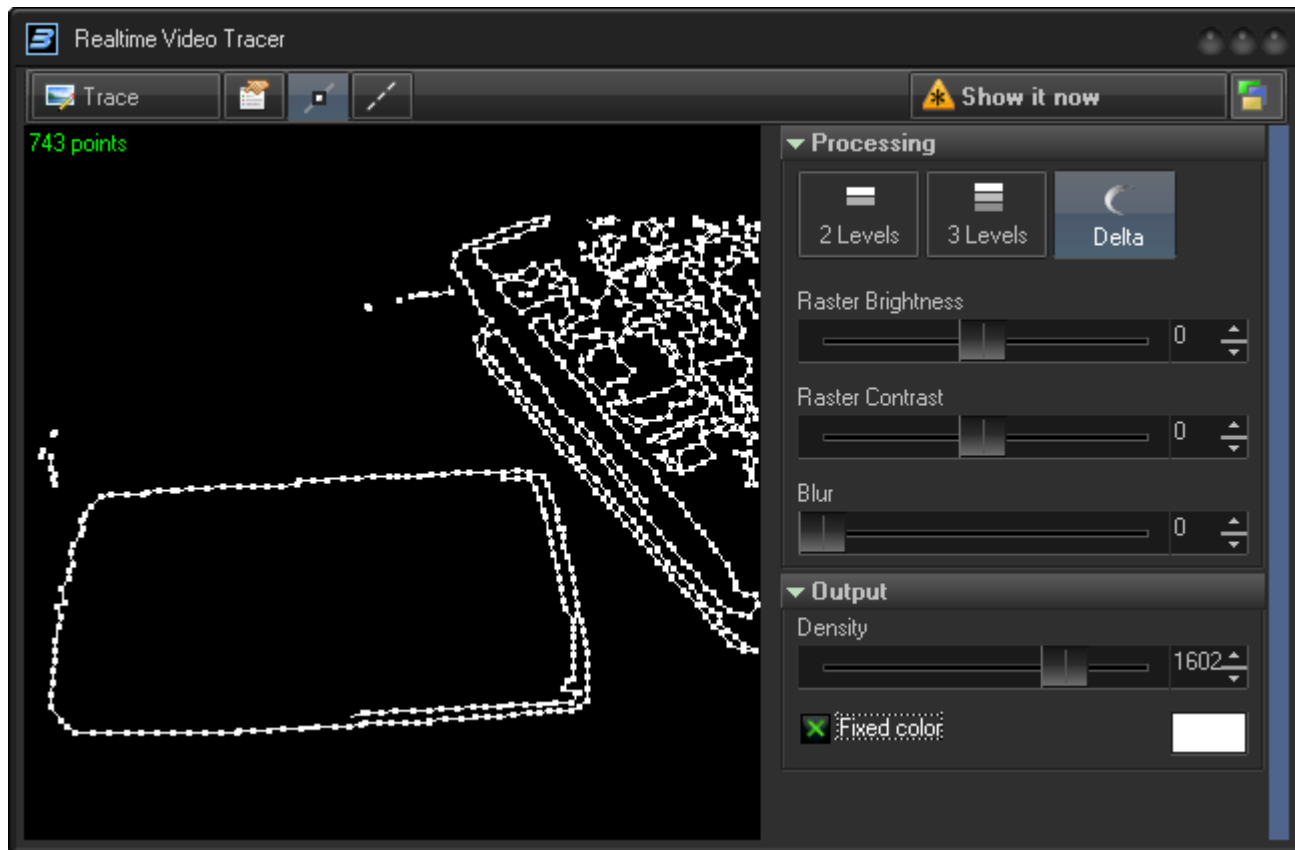 Realtime Video Tracer
Trace
Show it now
743 points
Processing
2 Levels
3 Levels
Delta
Raster Brightness
0
Raster Contrast
0
Blur
0
Output
Density
1602
Fixed color